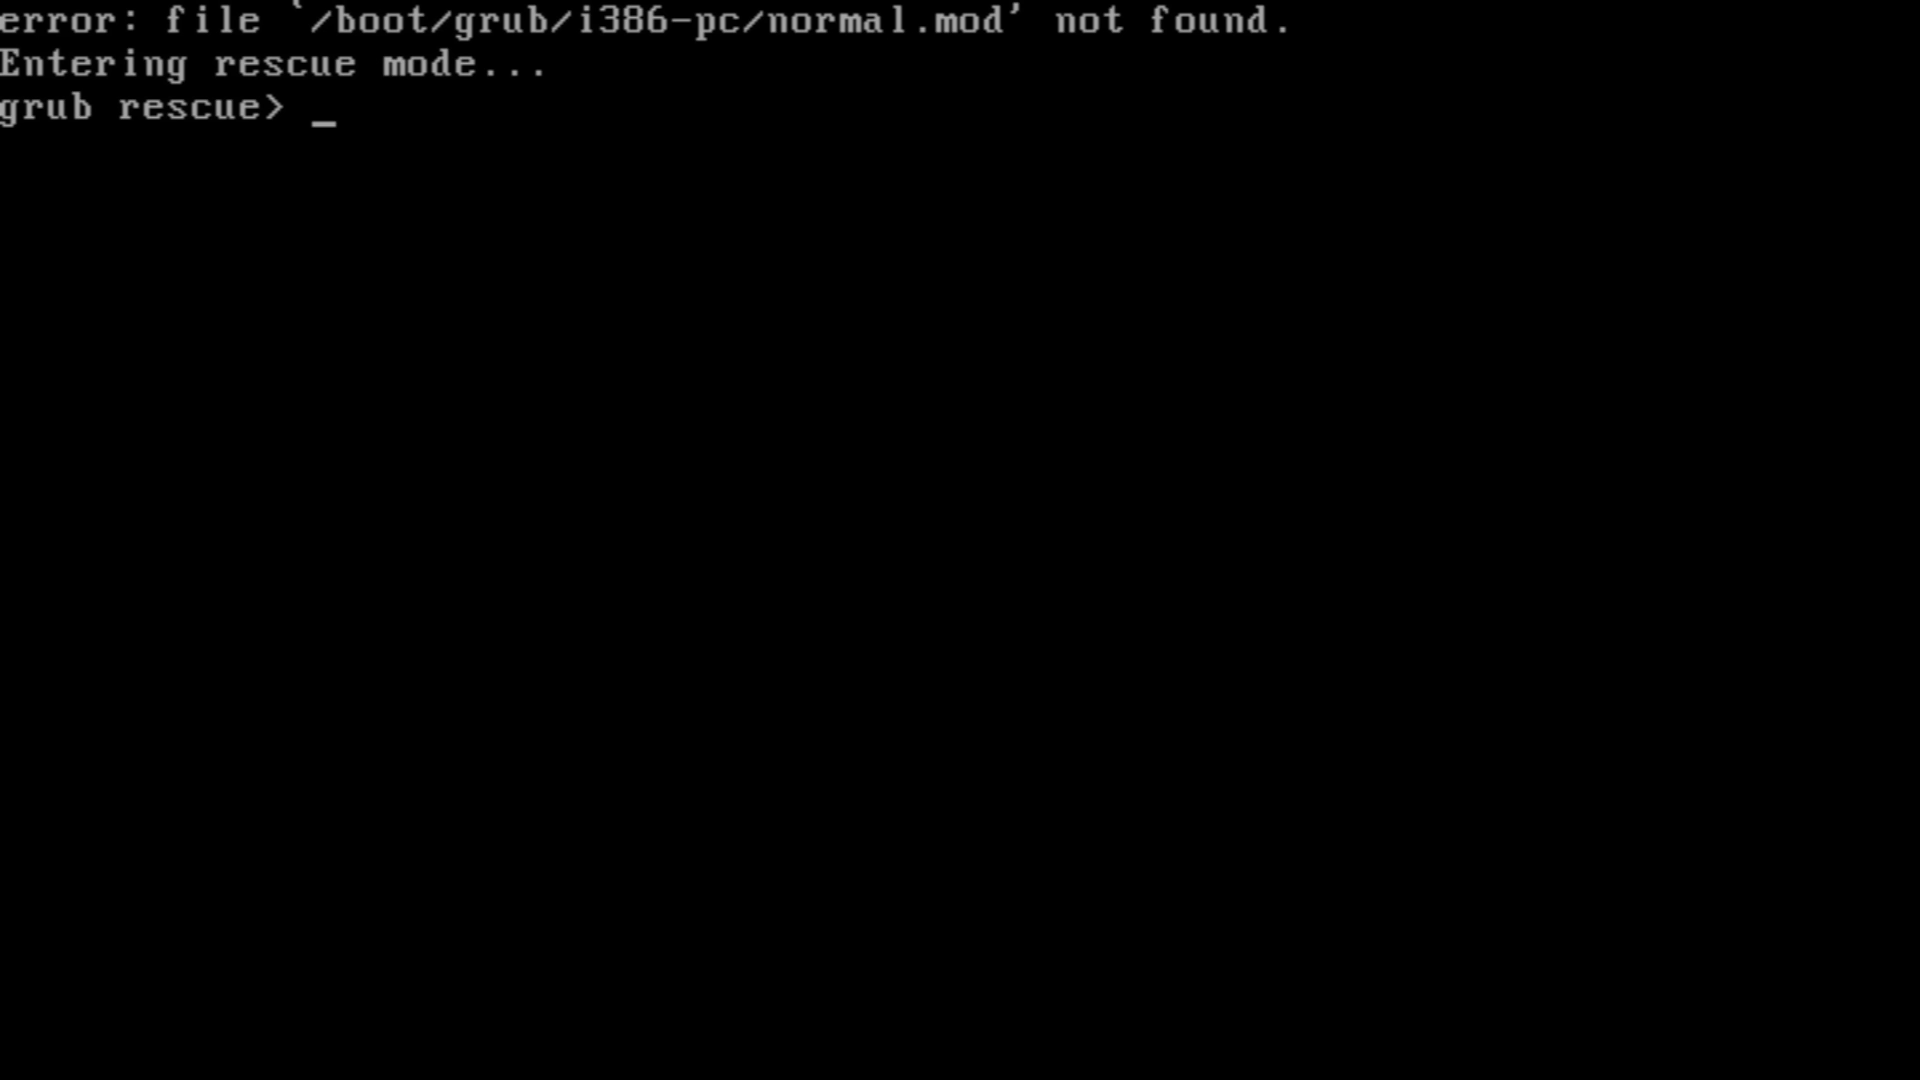 error: file `/boot/grub/i386-pc/normal.mod' not found.
Entering rescue mode...
grub rescue> _